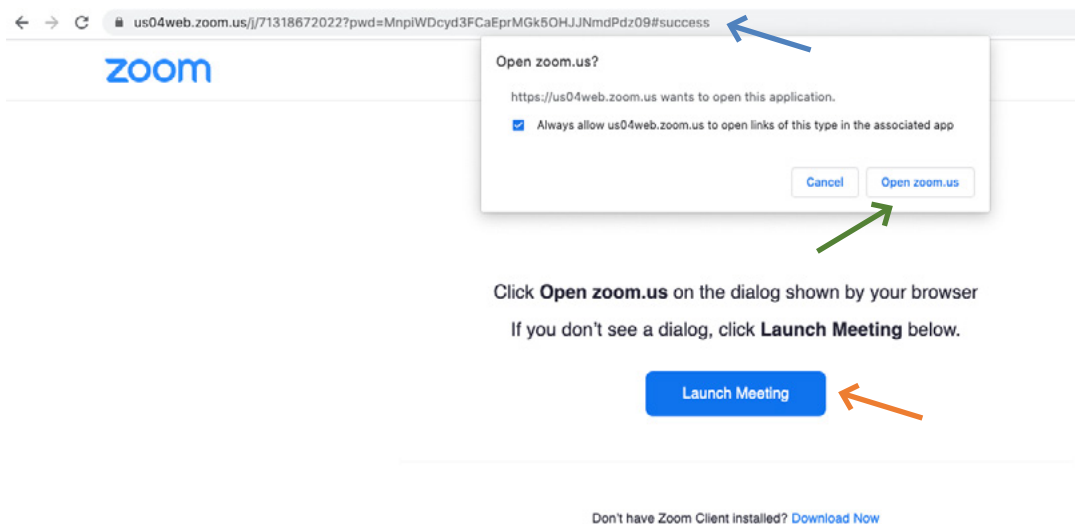 us04web.zoom.us/j/71318672022?pwd=MnpiWDcyd3FCaEprMGk5OHJJNmdPdz09#success
zoom
Open zoom.us?
https://us04web.zoom.us wants to open this application.
Always allow us04web.zoom.us to open links of this type in the associated app
Cancel Open zoom.us
Click Open zoom.us on the dialog shown by your browser
If you don't see a dialog, click Launch Meeting below.
Launch Meeting
Don't have Zoom Client installed? Download Now